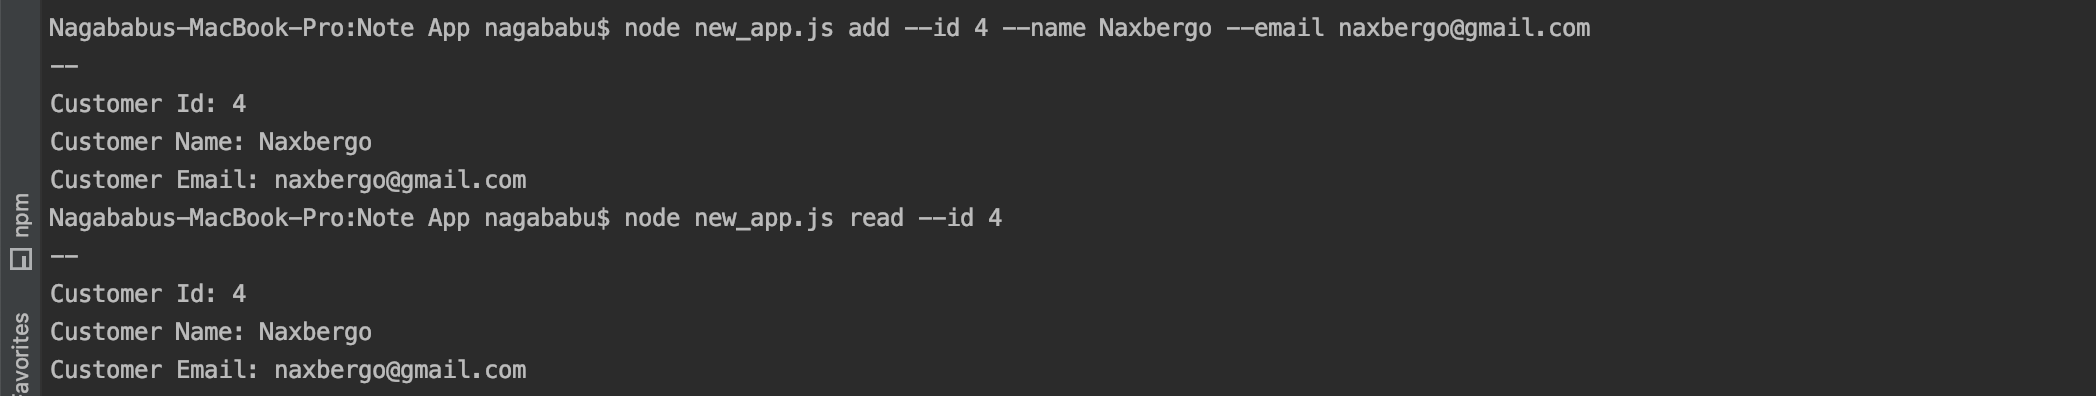 Nagababus-MacBook-Pro:Note App nagababu$ node new_app.js add --id 4 --name Naxbergo --email naxbergo@gmail.com
--
Customer Id: 4
Customer Name: Naxbergo
Customer Email: naxbergo@gmail.com
Nagababus-MacBook-Pro:Note App nagababu$ node new_app.js read --id 4
--
Customer Id: 4
Customer Name: Naxbergo
Customer Email: naxbergo@gmail.com
npm
Favorites